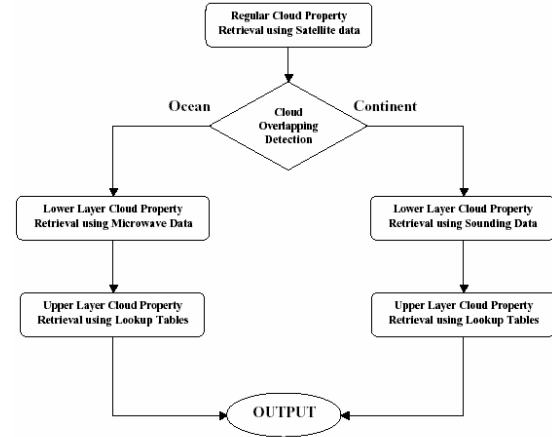 Regular Cloud Property
Retrieval using Satellite data
Ocean
Continent
Cloud
Overlapping
Detection
Lower Layer Cloud Property
Retrieval using Microwave Data
Lower Layer Cloud Property
Retrieval using Sounding Data
Upper Layer Cloud Property
Retrieval using Lookup Tables
Upper Layer Cloud Property
Retrieval using Lookup Tables
OUTPUT